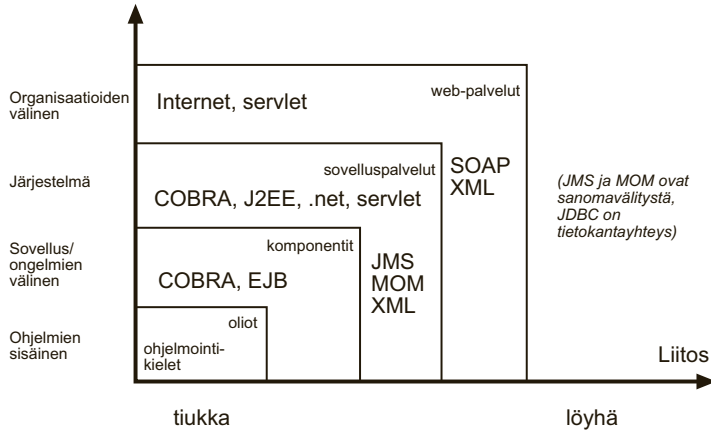 Organisaatioiden
välinen
web-palvelut
Internet, servlet
Järjestelmä
sovelluspalvelut
COBRA, J2EE, .net, servlet
SOAP
XML
(JMS ja MOM ovat
sanomavälitystä,
JDBC on
tietokantayhteys)
Sovellus/
ongelmien
välinen
komponentit
COBRA, EJB
JMS
MOM
XML
Ohjelmien
sisäinen
oliot
ohjelmointi-
kielet
Liitos
tiukka
löyhä